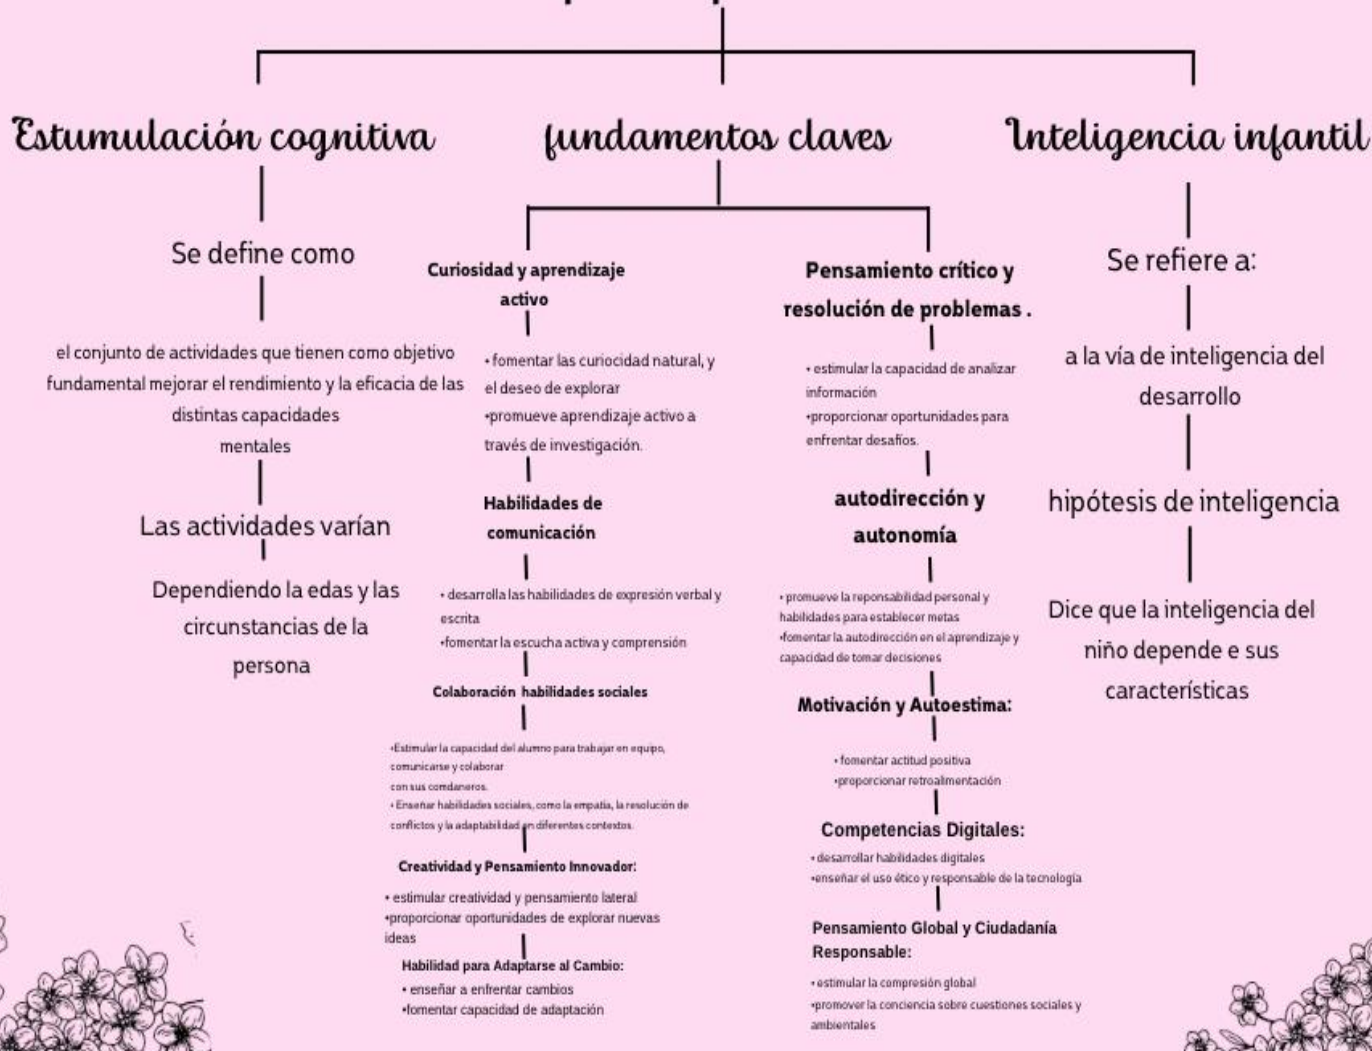 Estumulación cognitiva
Se define como
el conjunto de actividades que tienen como objetivo
fundamental mejorar el rendimiento y la eficacia de las
distintas capacidades
mentales
Las actividades varían
Dependiendo la edas y las
circunstancias de la
persona
fundamentos claves
Curiosidad y aprendizaje
activo
• fomentar las curiocidad natural, y
el deseo de explorar
•promueve aprendizaje activo a
través de investigación.
Habilidades de
comunicación
• desarrolla las habilidades de expresión verbal y
escrita
•fomentar la escucha activa y comprensión
Colaboración habilidades sociales
•Estimular la capacidad del alumno para trabajar en equipo,
comunicarse y colaborar
con sus comdaneros.
• Enseñar habilidades sociales, como la empatía, la resolución de
conflictos y la adaptabilidad en diferentes contextos.
Creatividad y Pensamiento Innovador:
• estimular creatividad y pensamiento lateral
•proporcionar oportunidades de explorar nuevas
ideas
Habilidad para Adaptarse al Cambio:
• enseñar a enfrentar cambios
•fomentar capacidad de adaptación
Pensamiento crítico y
resolución de problemas .
• estimular la capacidad de analizar
información
•proporcionar oportunidades para
enfrentar desafíos.
autodirección y
autonomía
• promueve la reponsabilidad personal y
habilidades para establecer metas
•fomentar la autodirección en el aprendizaje y
capacidad de tomar decisiones
Motivación y Autoestima:
• fomentar actitud positiva
•proporcionar retroalimentación
Competencias Digitales:
• desarrollar habilidades digitales
•enseñar el uso ético y responsable de la tecnología
Pensamiento Global y Ciudadanía
Responsable:
• estimular la compresión global
•promover la conciencia sobre cuestiones sociales y
ambientales
Inteligencia infantil
Se refiere a:
a la vía de inteligencia del
desarrollo
hipótesis de inteligencia
Dice que la inteligencia del
niño depende e sus
características